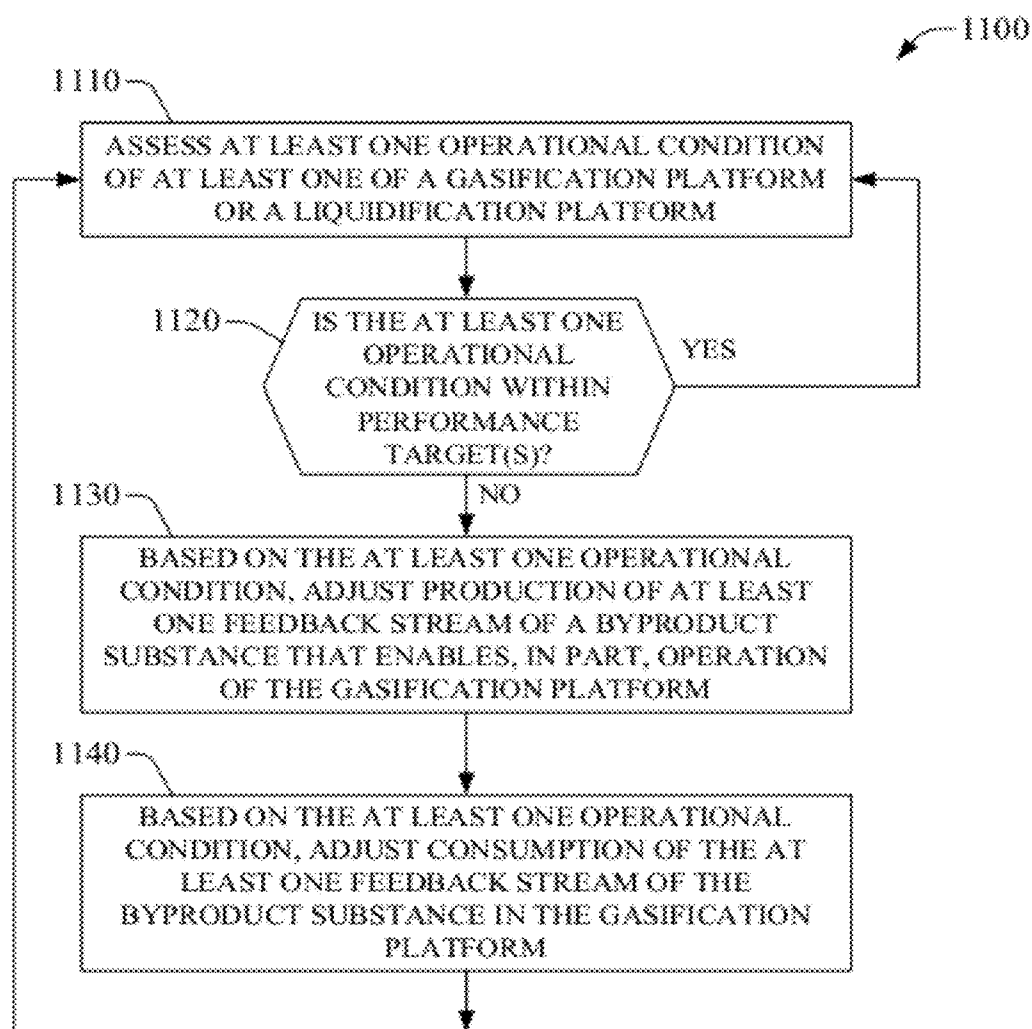 1100
1110
ASSESS AT LEAST ONE OPERATIONAL CONDITION
OF AT LEAST ONE OF A GASIFICATION PLATFORM
OR A LIQUIDIFICATION PLATFORM
1120
IS THE AT LEAST ONE
OPERATIONAL
CONDITION WITHIN
PERFORMANCE
TARGET(S)?
YES
NO
1130
BASED ON THE AT LEAST ONE OPERATIONAL
CONDITION, ADJUST PRODUCTION OF AT LEAST
ONE FEEDBACK STREAM OF A BYPRODUCT
SUBSTANCE THAT ENABLES, IN PART, OPERATION
OF THE GASIFICATION PLATFORM
1140
BASED ON THE AT LEAST ONE OPERATIONAL
CONDITION, ADJUST CONSUMPTION OF THE AT
LEAST ONE FEEDBACK STREAM OF THE
BYPRODUCT SUBSTANCE IN THE GASIFICATION
PLATFORM